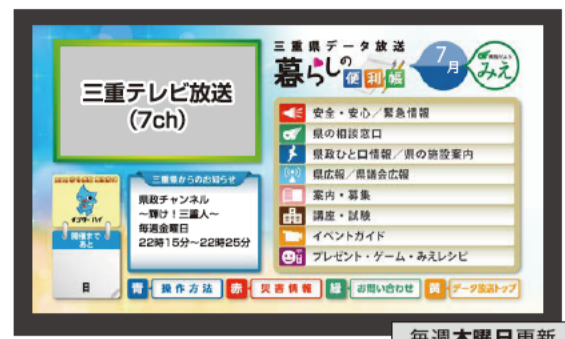 三重テレビ放送
(7ch)
三重県データ放送
暮らしの便利帳
7月
みえ
安全・安心／緊急情報
県の相談窓口
県政ひと口情報／県の施設案内
県広報／県議会広報
案内・募集
講座・試験
イベントガイド
プレゼント・ゲーム・みえレシピ
三重県からのお知らせ
県政チャンネル
～輝け！三重人～
毎週金曜日
22時15分～22時25分
開催まで
あと
日
青 操作方法 赤 災害情報 緑 お問い合わせ 黄 データ放送トップ
毎週木曜日更新